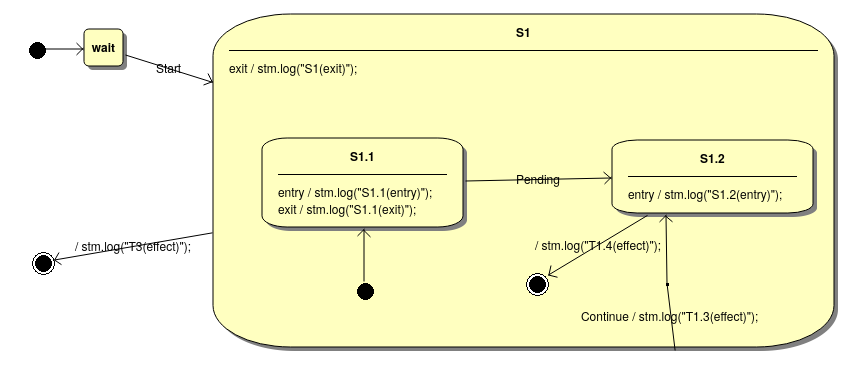 S1
wait
Start
exit / stm.log("S1(exit)");
S1.1
entry / stm.log("S1.1(entry)");
exit / stm.log("S1.1(exit)");
Pending
S1.2
entry / stm.log("S1.2(entry)");
/ stm.log("T3(effect)");
/ stm.log("T1.4(effect)");
Continue / stm.log("T1.3(effect)");